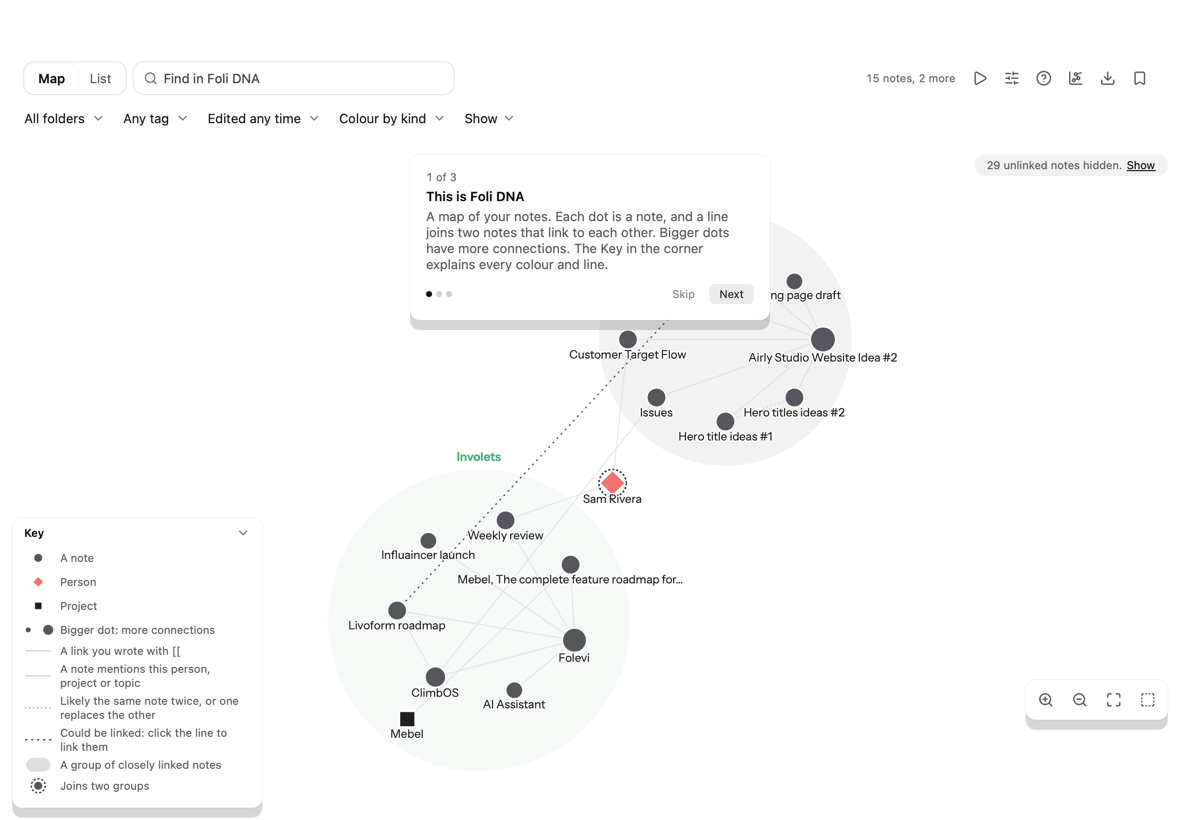 Map List Find in Foli DNA 15 notes, 2 more
All folders Any tag Edited any time Colour by kind Show
29 unlinked notes hidden. Show
1 of 3
This is Foli DNA
A map of your notes. Each dot is a note, and a line
joins two notes that link to each other. Bigger dots
have more connections. The Key in the corner
explains every colour and line.
Skip Next
page draft
Customer Target Flow
Airly Studio Website Idea #2
Issues
Hero titles ideas #2
Hero title ideas #1
Involets
Sam Rivera
Weekly review
Influaincer launch
Mebel, The complete feature roadmap for...
Livoform roadmap
Folevi
ClimbOS
AI Assistant
Mebel
Key
A note
Person
Project
Bigger dot: more connections
A link you wrote with [[
A note mentions this person,
project or topic
Likely the same note twice, or one
replaces the other
Could be linked: click the line to
link them
A group of closely linked notes
Joins two groups